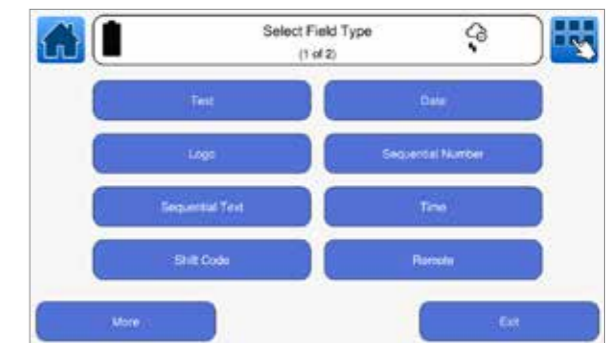 Select Field Type
(1 of 2)
Text Date
Logo Sequential Number
Sequential Text Time
Shift Code Remote
More Exit